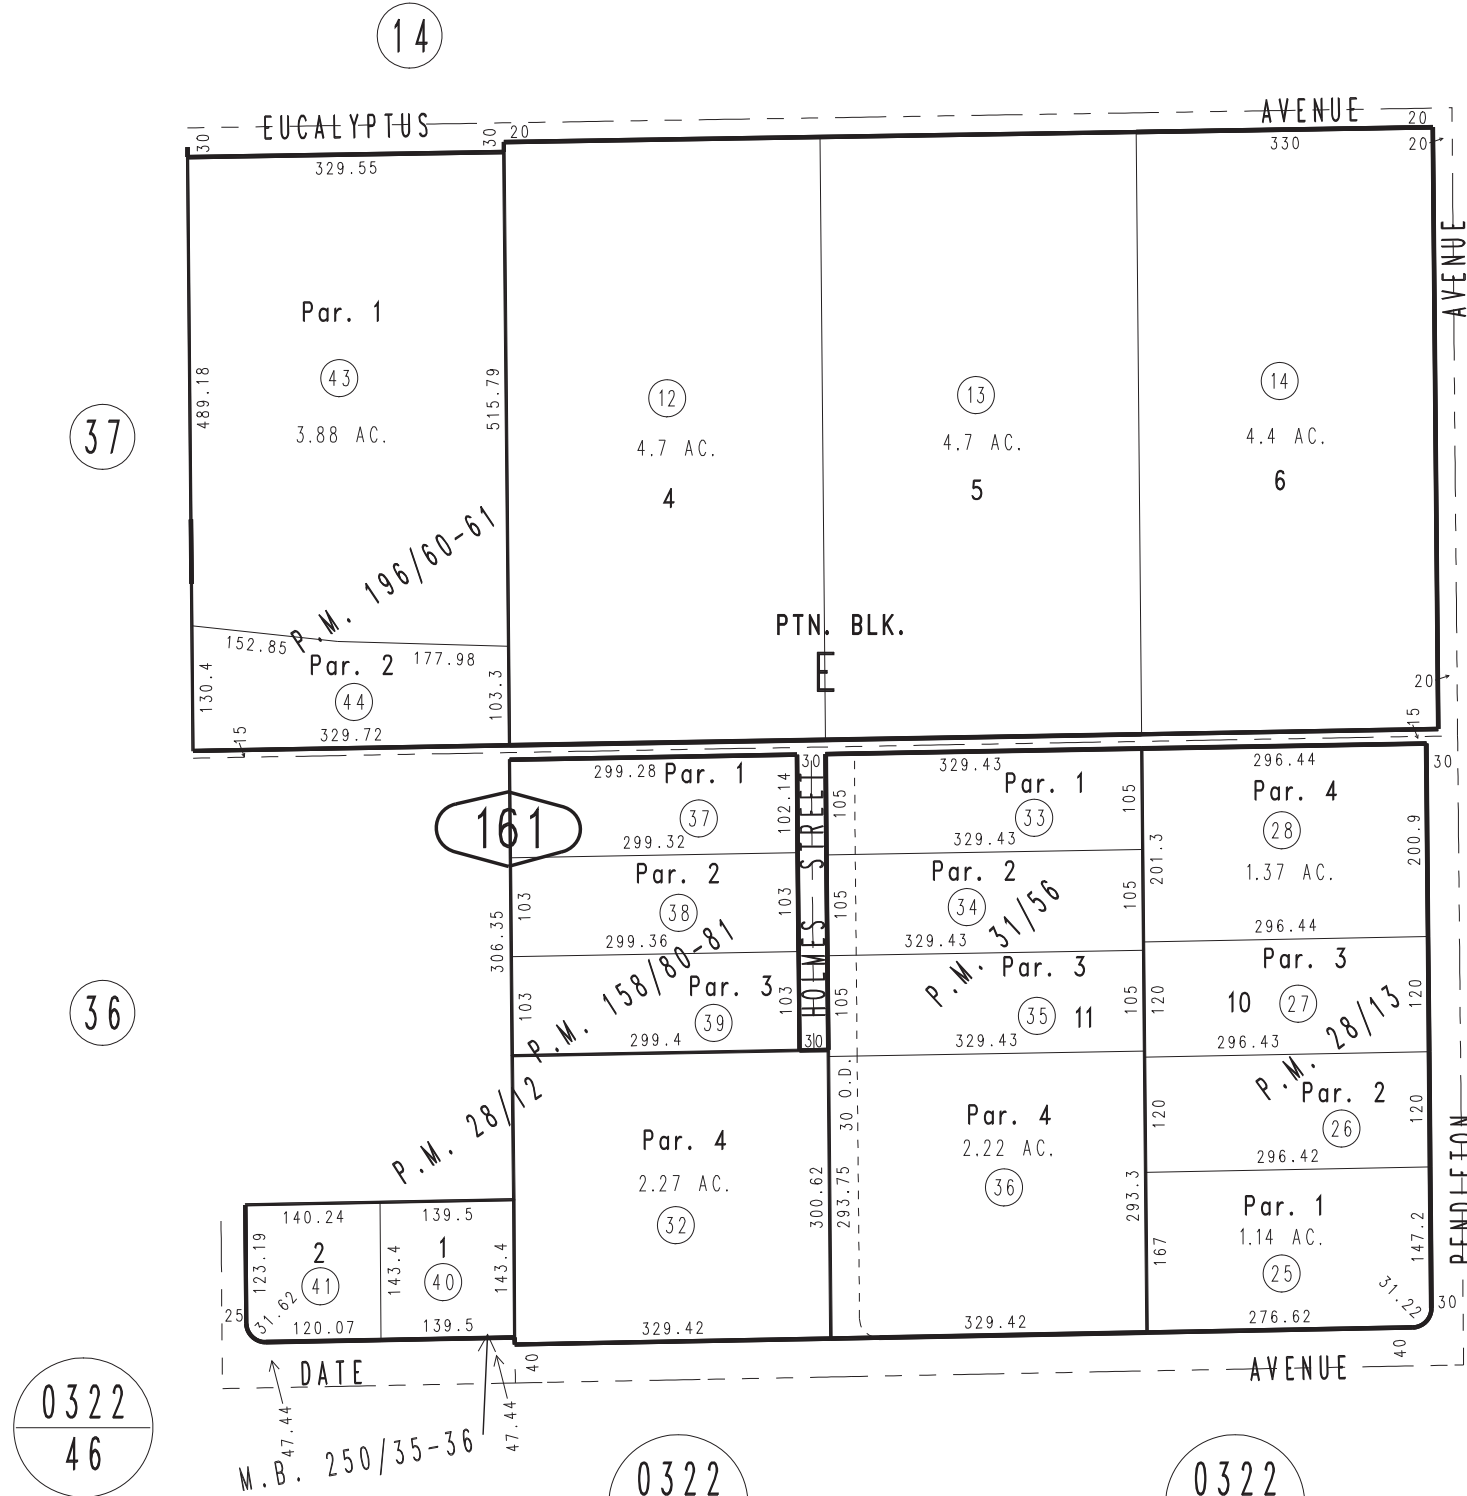 14
EUCALYPTUS AVENUE
30 30 20 20
329.55 330 20
AVENUE
Par. 1
43
3.88 AC.
489.18 515.79
37
12
4.7 AC.
4
13
4.7 AC.
5
14
4.4 AC.
6
P.M. 196/60-61
PTN. BLK.
E
152.85 177.98
Par. 2
44
130.4 103.3
329.72
15 20 15
299.28 Par. 1
37
102.14
299.32
161
30
HOLMES STREET
329.43
Par. 1
33
105 105
329.43
296.44 30
Par. 4
28
1.37 AC.
201.3 200.9
296.44
Par. 2
38
103 103
299.36
306.35
P.M. 158/80-81
Par. 2
34
105 105
329.43
P.M. 31/56
Par. 3
39
103 103
299.4
30
Par. 3
35 11
105 105
329.43
Par. 3
10 27
120 120
296.43
P.M. 28/13
36
P.M. 28/12
Par. 4
2.27 AC.
32
300.62
329.42
30 O.D.
293.75
Par. 4
2.22 AC.
36
293.3
329.42
Par. 2
26
120 120
296.42
Par. 1
1.14 AC.
25
167 147.2
31.22
276.62
30
PENDLETON
140.24 139.5
2
41
123.19 143.4
31.62
120.07
25
1
40
143.4
139.5
DATE AVENUE
40 40
47.44 47.44
M.B. 250/35-36
0322
46
0322
0322